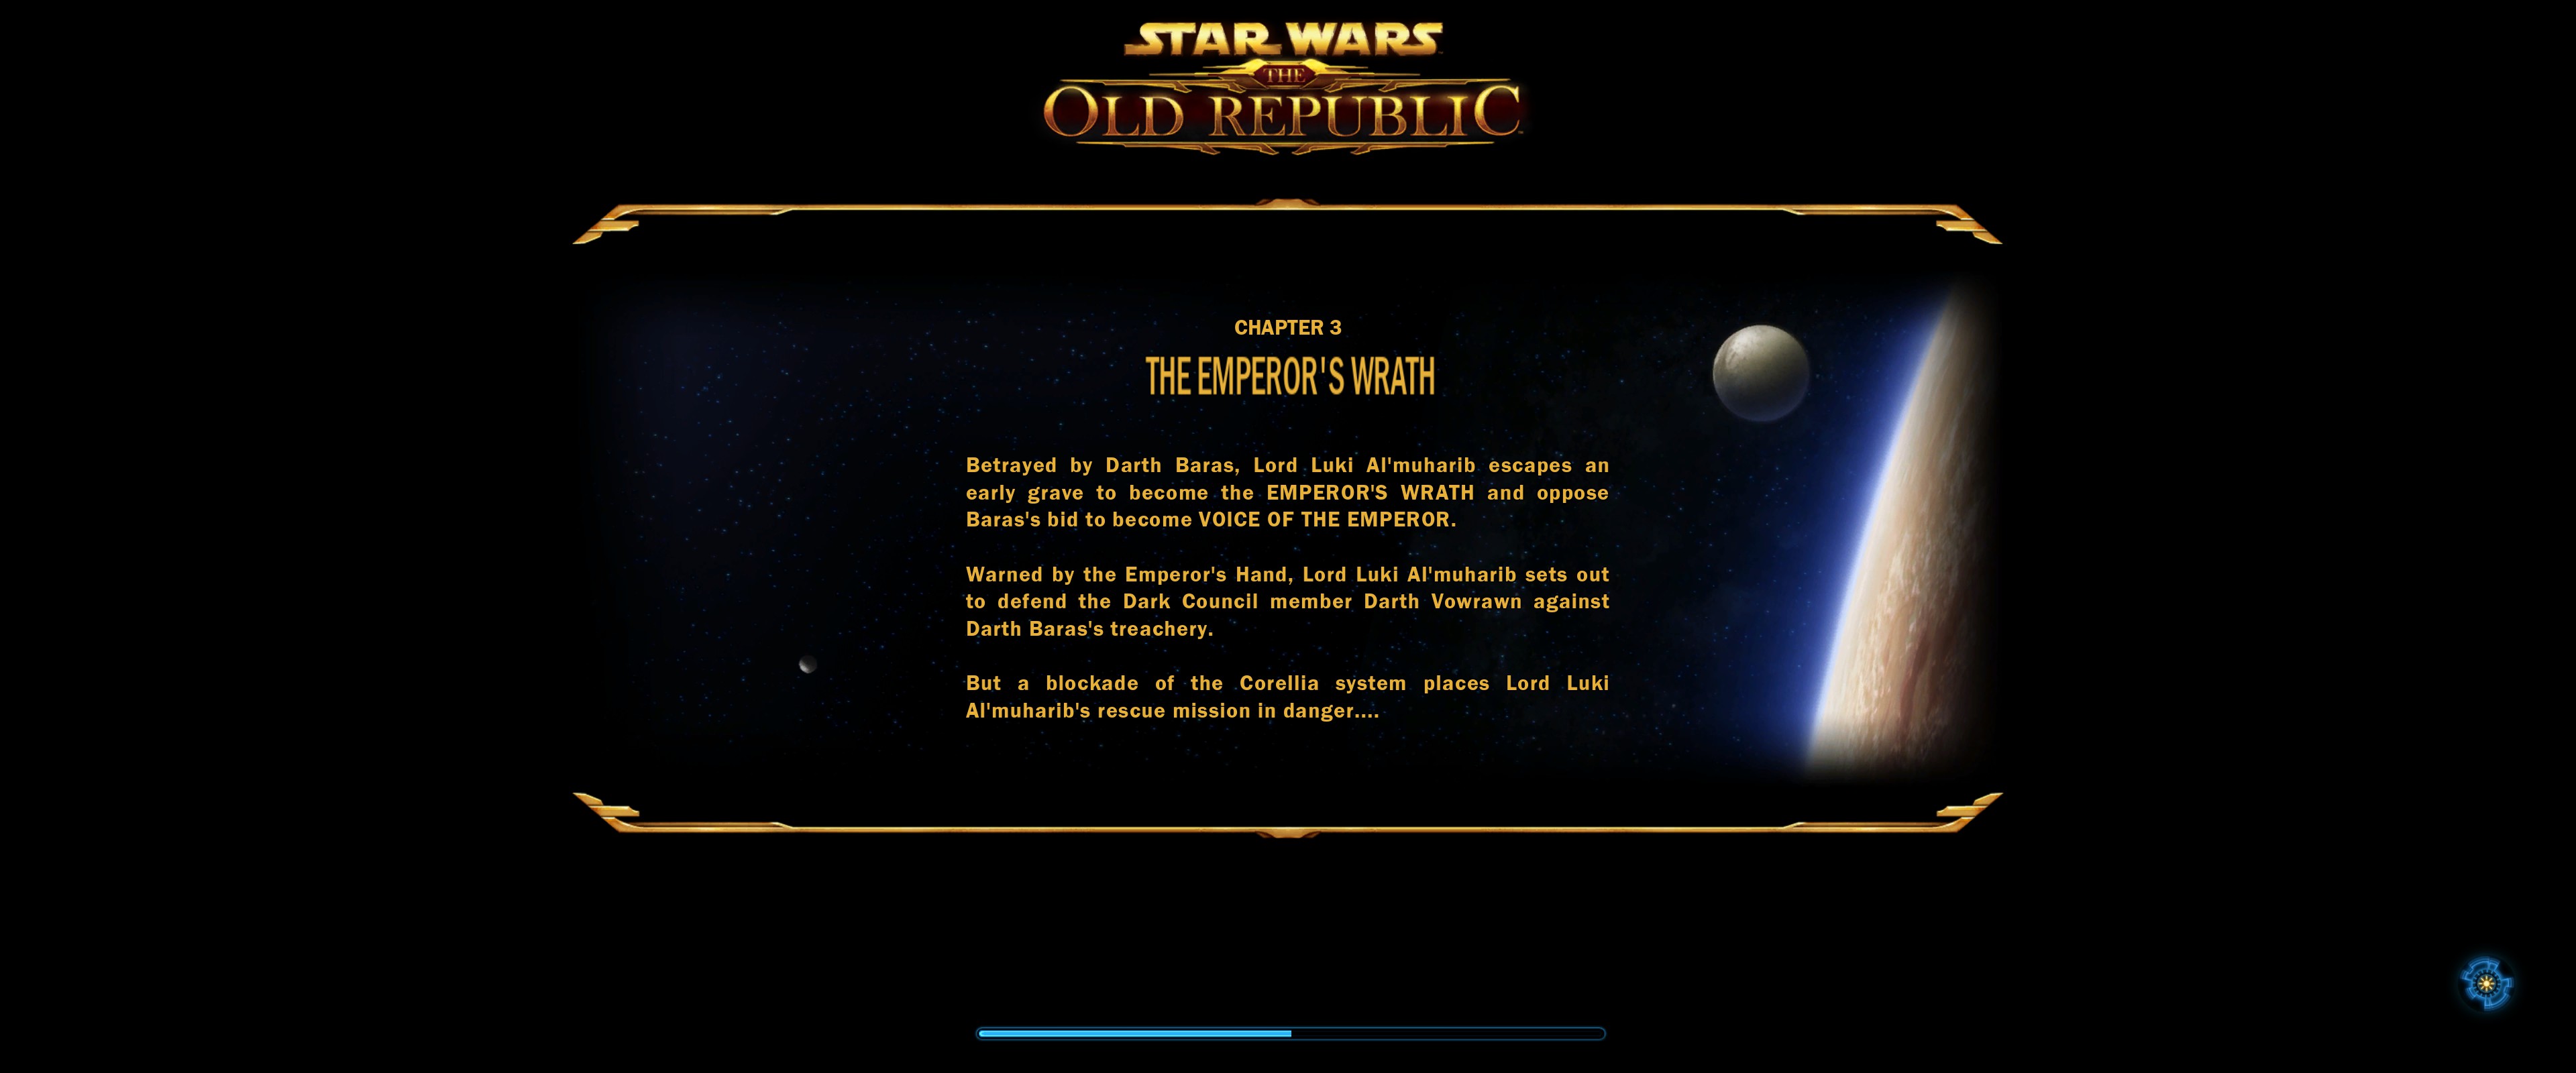 STAR WARS
THE
OLD REPUBLIC
CHAPTER 3
THE EMPEROR'S WRATH
Betrayed by Darth Baras, Lord Luki Al'muharib escapes an
early grave to become the EMPEROR'S WRATH and oppose
Baras's bid to become VOICE OF THE EMPEROR.
Warned by the Emperor's Hand, Lord Luki Al'muharib sets out
to defend the Dark Council member Darth Vowrawn against
Darth Baras's treachery.
But a blockade of the Corellia system places Lord Luki
Al'muharib's rescue mission in danger....